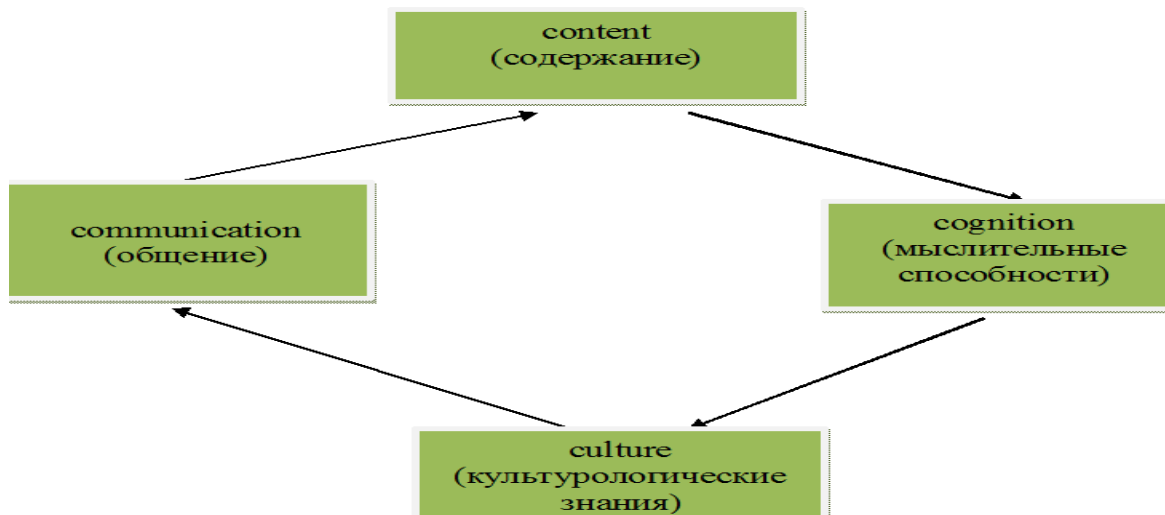 content
(содержание)
communication
(общение)
cognition
(мыслительные
способности)
culture
(культурологические
знания)